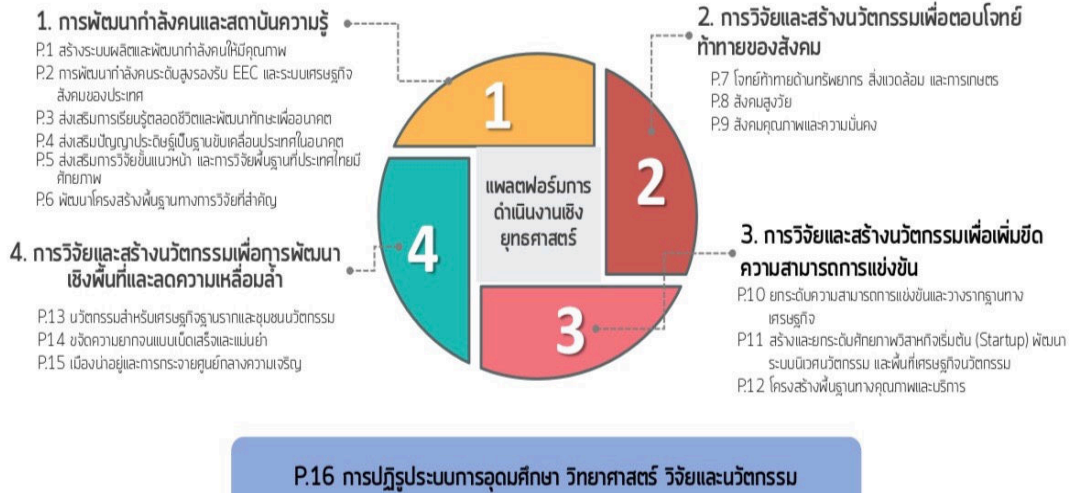 1. การพัฒนากำลังคนและสถาบันความรู้
P.1 สร้างระบบผลิตและพัฒนากำลังคนให้มีคุณภาพ
P.2 การพัฒนากำลังคนระดับสูงรองรับ EEC และระบบเศรษฐกิจ
สังคมของประเทศ
P.3 ส่งเสริมการเรียนรู้ตลอดชีวิตและพัฒนาทักษะเพื่ออนาคต
P.4 ส่งเสริมปัญญาประดิษฐ์เป็นฐานขับเคลื่อนประเทศในอนาคต
P.5 ส่งเสริมการวิจัยขั้นแนวหน้า และการวิจัยพื้นฐานที่ประเทศไทยมี
ศักยภาพ
P.6 พัฒนาโครงสร้างพื้นฐานทางการวิจัยที่สำคัญ
2. การวิจัยและสร้างนวัตกรรมเพื่อตอบโจทย์
ท้าทายของสังคม
P.7 โจทย์ท้าทายด้านทรัพยากร สิ่งแวดล้อม และการเกษตร
P.8 สังคมสูงวัย
P.9 สังคมคุณภาพและความมั่นคง
1
2
3
4
แพลตฟอร์มการ
ดำเนินงานเชิง
ยุทธศาสตร์
3. การวิจัยและสร้างนวัตกรรมเพื่อเพิ่มขีด
ความสามารถการแข่งขัน
P.10 ยกระดับความสามารถการแข่งขันและวางรากฐานทาง
เศรษฐกิจ
P.11 สร้างและยกระดับศักยภาพวิสาหกิจเริ่มต้น (Startup) พัฒนา
ระบบนิเวศนวัตกรรม และพื้นที่เศรษฐกิจนวัตกรรม
P.12 โครงสร้างพื้นฐานทางคุณภาพและบริการ
4. การวิจัยและสร้างนวัตกรรมเพื่อการพัฒนา
เชิงพื้นที่และลดความเหลื่อมล้ำ
P.13 นวัตกรรมสำหรับเศรษฐกิจฐานรากและชุมชนนวัตกรรม
P.14 ขจัดความยากจนแบบเบ็ดเสร็จและแม่นยำ
P.15 เมืองน่าอยู่และการกระจายศูนย์กลางความเจริญ
P.16 การปฏิรูประบบการอุดมศึกษา วิทยาศาสตร์ วิจัยและนวัตกรรม